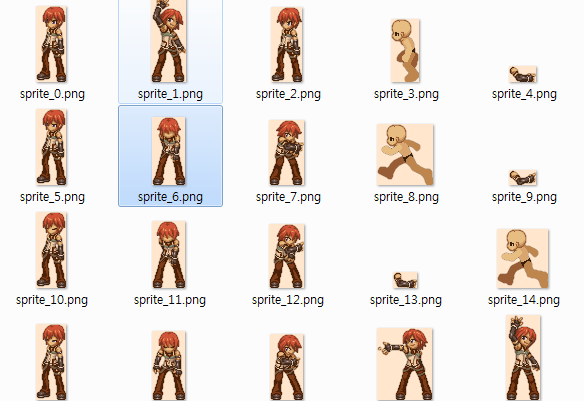 sprite_0.png
sprite_1.png
sprite_2.png
sprite_3.png
sprite_4.png
sprite_5.png
sprite_6.png
sprite_7.png
sprite_8.png
sprite_9.png
sprite_10.png
sprite_11.png
sprite_12.png
sprite_13.png
sprite_14.png